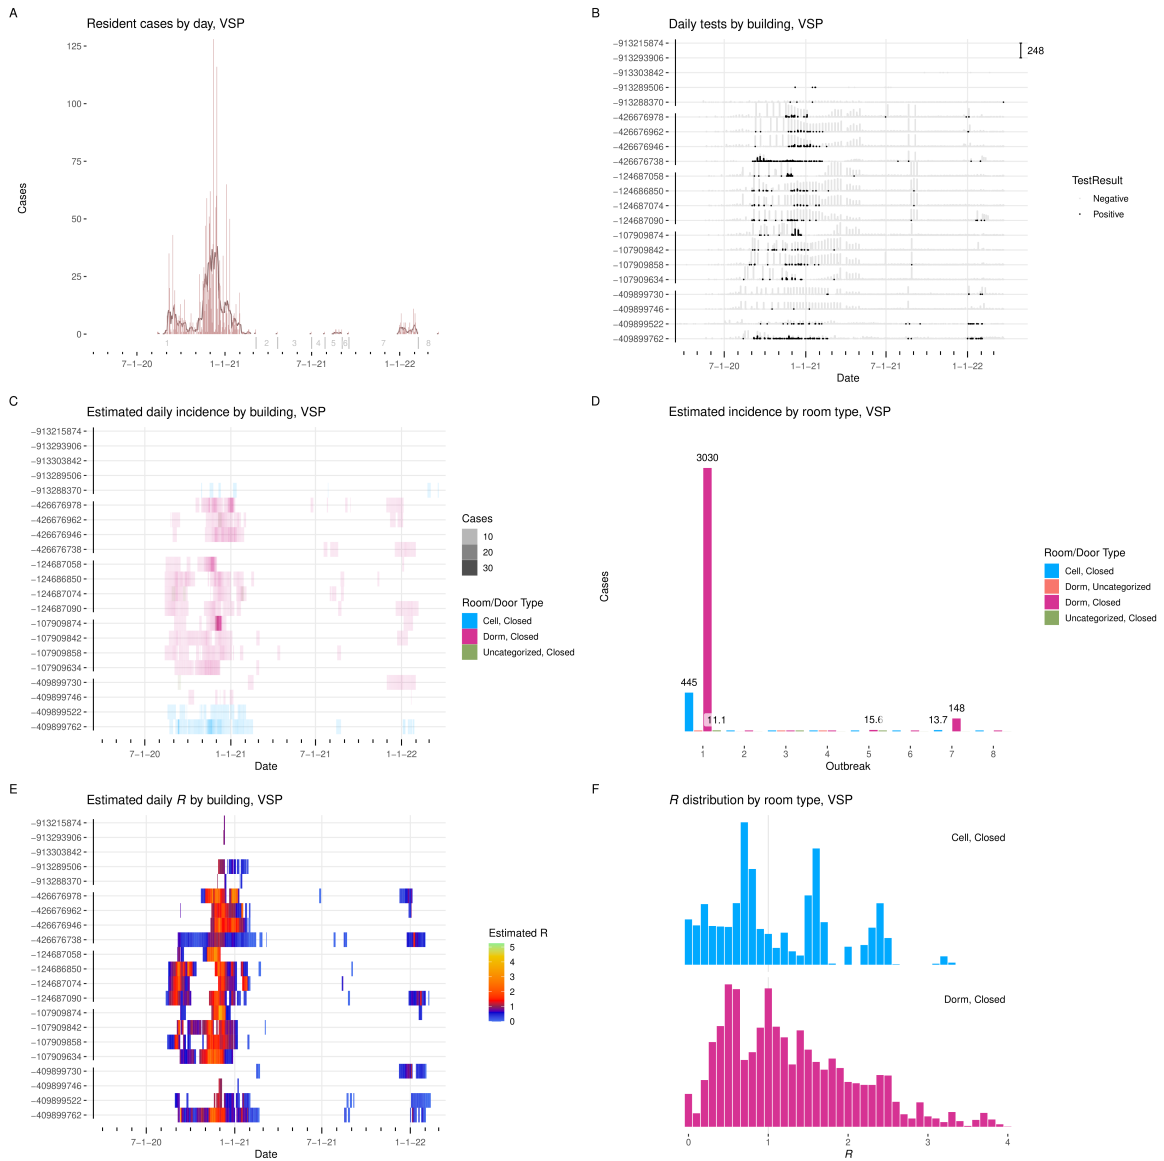 A
Resident cases by day, VSP
125
100
75
50
25
0
Cases
1 2 3 4 5 6 7 8
7-1-20 1-1-21 7-1-21 1-1-22
B
Daily tests by building, VSP
-913215874
-913293906
-913303842
-913289506
-913288370
-426676978
-426676962
-426676946
-426676738
-124687058
-124686850
-124687074
-124687090
-107909874
-107909842
-107909858
-107909634
-409899730
-409899746
-409899522
-409899762
248
7-1-20 1-1-21 7-1-21 1-1-22
Date
TestResult
Negative
Positive
C
Estimated daily incidence by building, VSP
-913215874
-913293906
-913303842
-913289506
-913288370
-426676978
-426676962
-426676946
-426676738
-124687058
-124686850
-124687074
-124687090
-107909874
-107909842
-107909858
-107909634
-409899730
-409899746
-409899522
-409899762
7-1-20 1-1-21 7-1-21 1-1-22
Date
Cases
10
20
30
Room/Door Type
Cell, Closed
Dorm, Closed
Uncategorized, Closed
D
Estimated incidence by room type, VSP
Cases
3030
445
11.1
15.6
13.7
148
1 2 3 4 5 6 7 8
Outbreak
Room/Door Type
Cell, Closed
Dorm, Uncategorized
Dorm, Closed
Uncategorized, Closed
E
Estimated daily R by building, VSP
-913215874
-913293906
-913303842
-913289506
-913288370
-426676978
-426676962
-426676946
-426676738
-124687058
-124686850
-124687074
-124687090
-107909874
-107909842
-107909858
-107909634
-409899730
-409899746
-409899522
-409899762
7-1-20 1-1-21 7-1-21 1-1-22
Date
Estimated R
5
4
3
2
1
0
F
R distribution by room type, VSP
Cell, Closed
Dorm, Closed
0 1 2 3 4
R